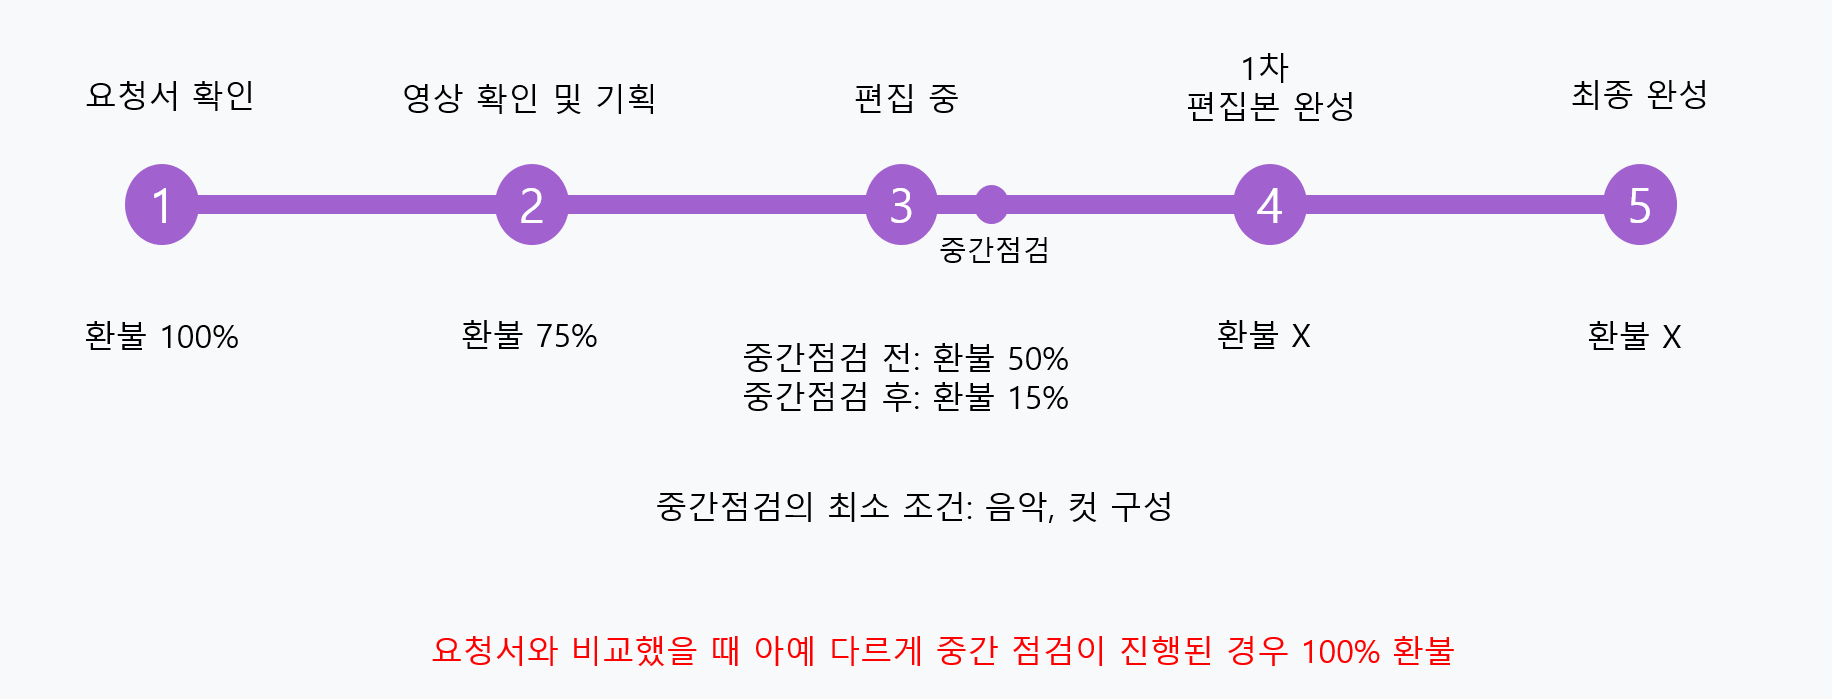 요청서 확인
영상 확인 및 기획
편집 중
1차
편집본 완성
최종 완성
1
2
3
4
5
중간점검
환불 100%
환불 75%
중간점검 전: 환불 50%
중간점검 후: 환불 15%
환불 X
환불 X
중간점검의 최소 조건: 음악, 컷 구성
요청서와 비교했을 때 아예 다르게 중간 점검이 진행된 경우 100% 환불